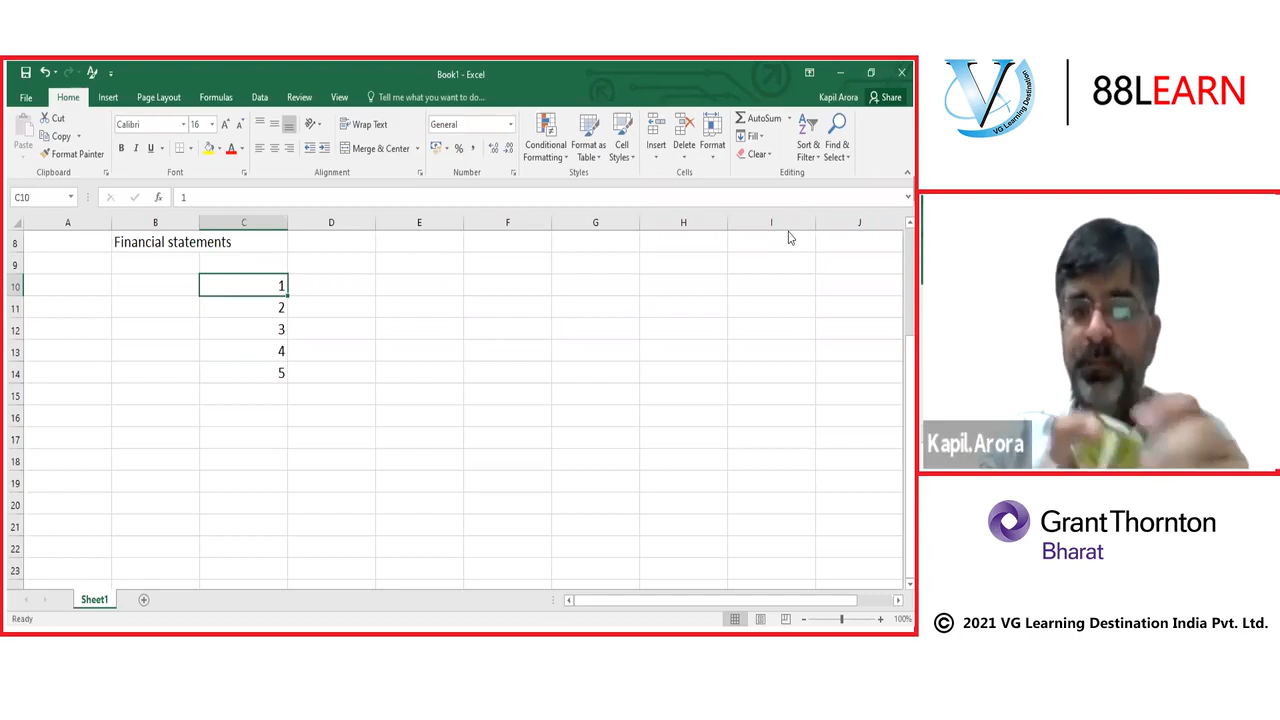 Book1 - Excel
File Home Insert Page Layout Formulas Data Review View Tell me what you want to do... Kapil Arora Share
Paste Cut Copy Format Painter
Calibri 16 A A
B I U A
Wrap Text
Merge & Center
General
%
Conditional Formatting Format as Table Cell Styles
Insert Delete Format
AutoSum Fill Clear
Sort & Filter Find & Select
Clipboard Font Alignment Number Styles Cells Editing
C10 fx 1
A B C D E F G H I J
8 Financial statements
9
10 1
11 2
12 3
13 4
14 5
15
16
17
18
19
20
21
22
23
Sheet1
Ready 100%
V
VG Learning Destination
88LEARN
Kapil.Arora
GrantThornton
Bharat
© 2021 VG Learning Destination India Pvt. Ltd.